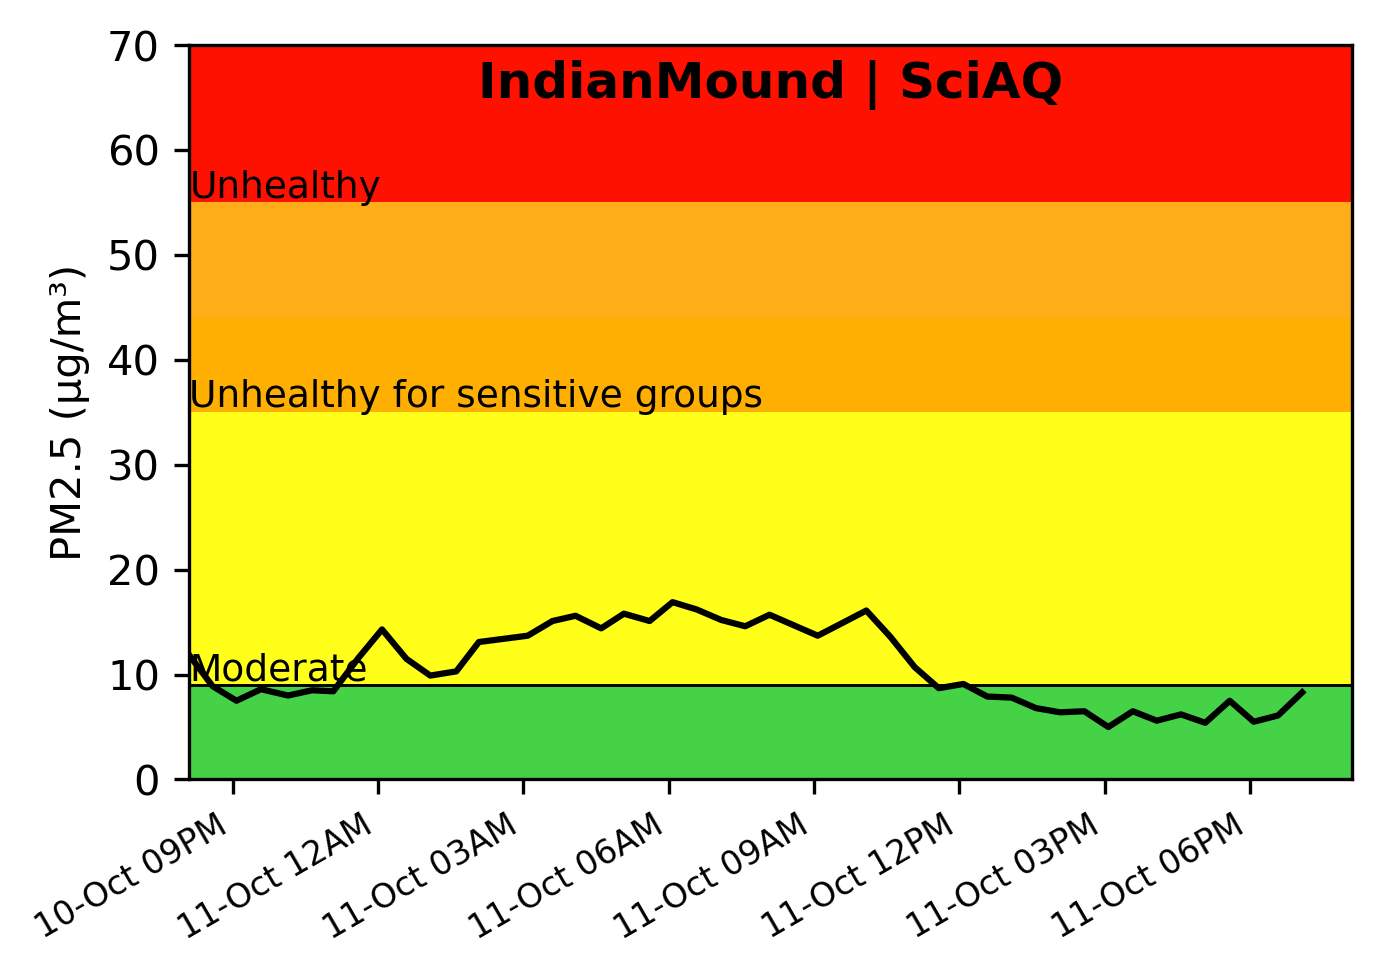 IndianMound | SciAQ
PM2.5 (µg/m³)
70
60
50
40
30
20
10
0
Unhealthy
Unhealthy for sensitive groups
Moderate
10-Oct 09PM
11-Oct 12AM
11-Oct 03AM
11-Oct 06AM
11-Oct 09AM
11-Oct 12PM
11-Oct 03PM
11-Oct 06PM